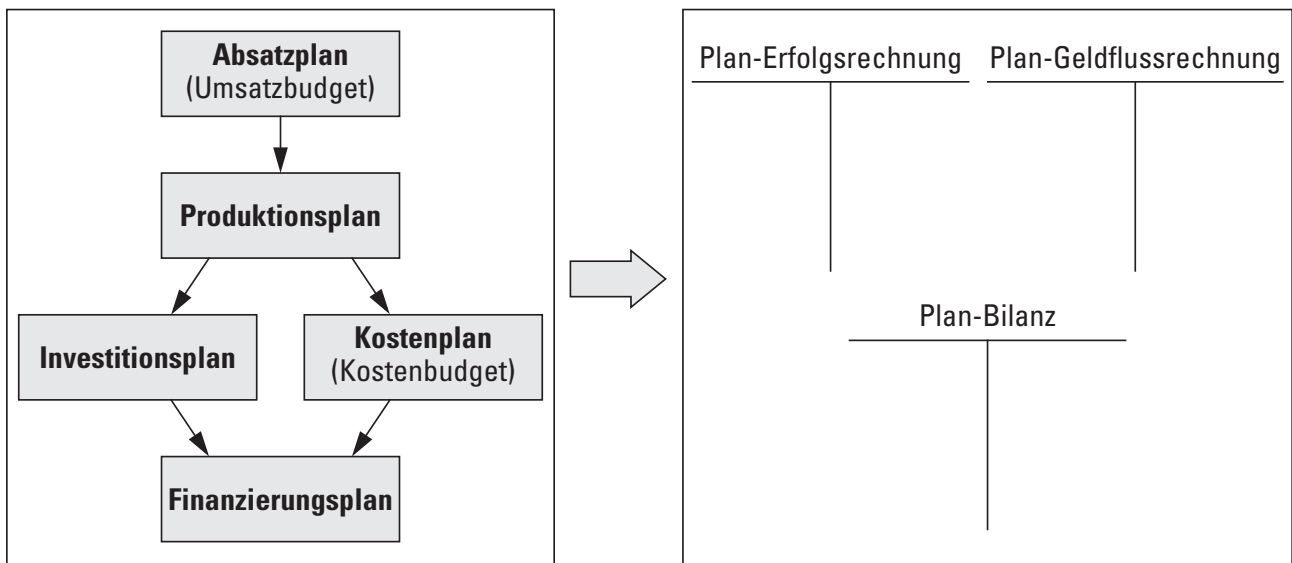 Absatzplan
(Umsatzbudget)
Produktionsplan
Investitionsplan
Kostenplan
(Kostenbudget)
Finanzierungsplan
Plan-Erfolgsrechnung
Plan-Geldflussrechnung
Plan-Bilanz